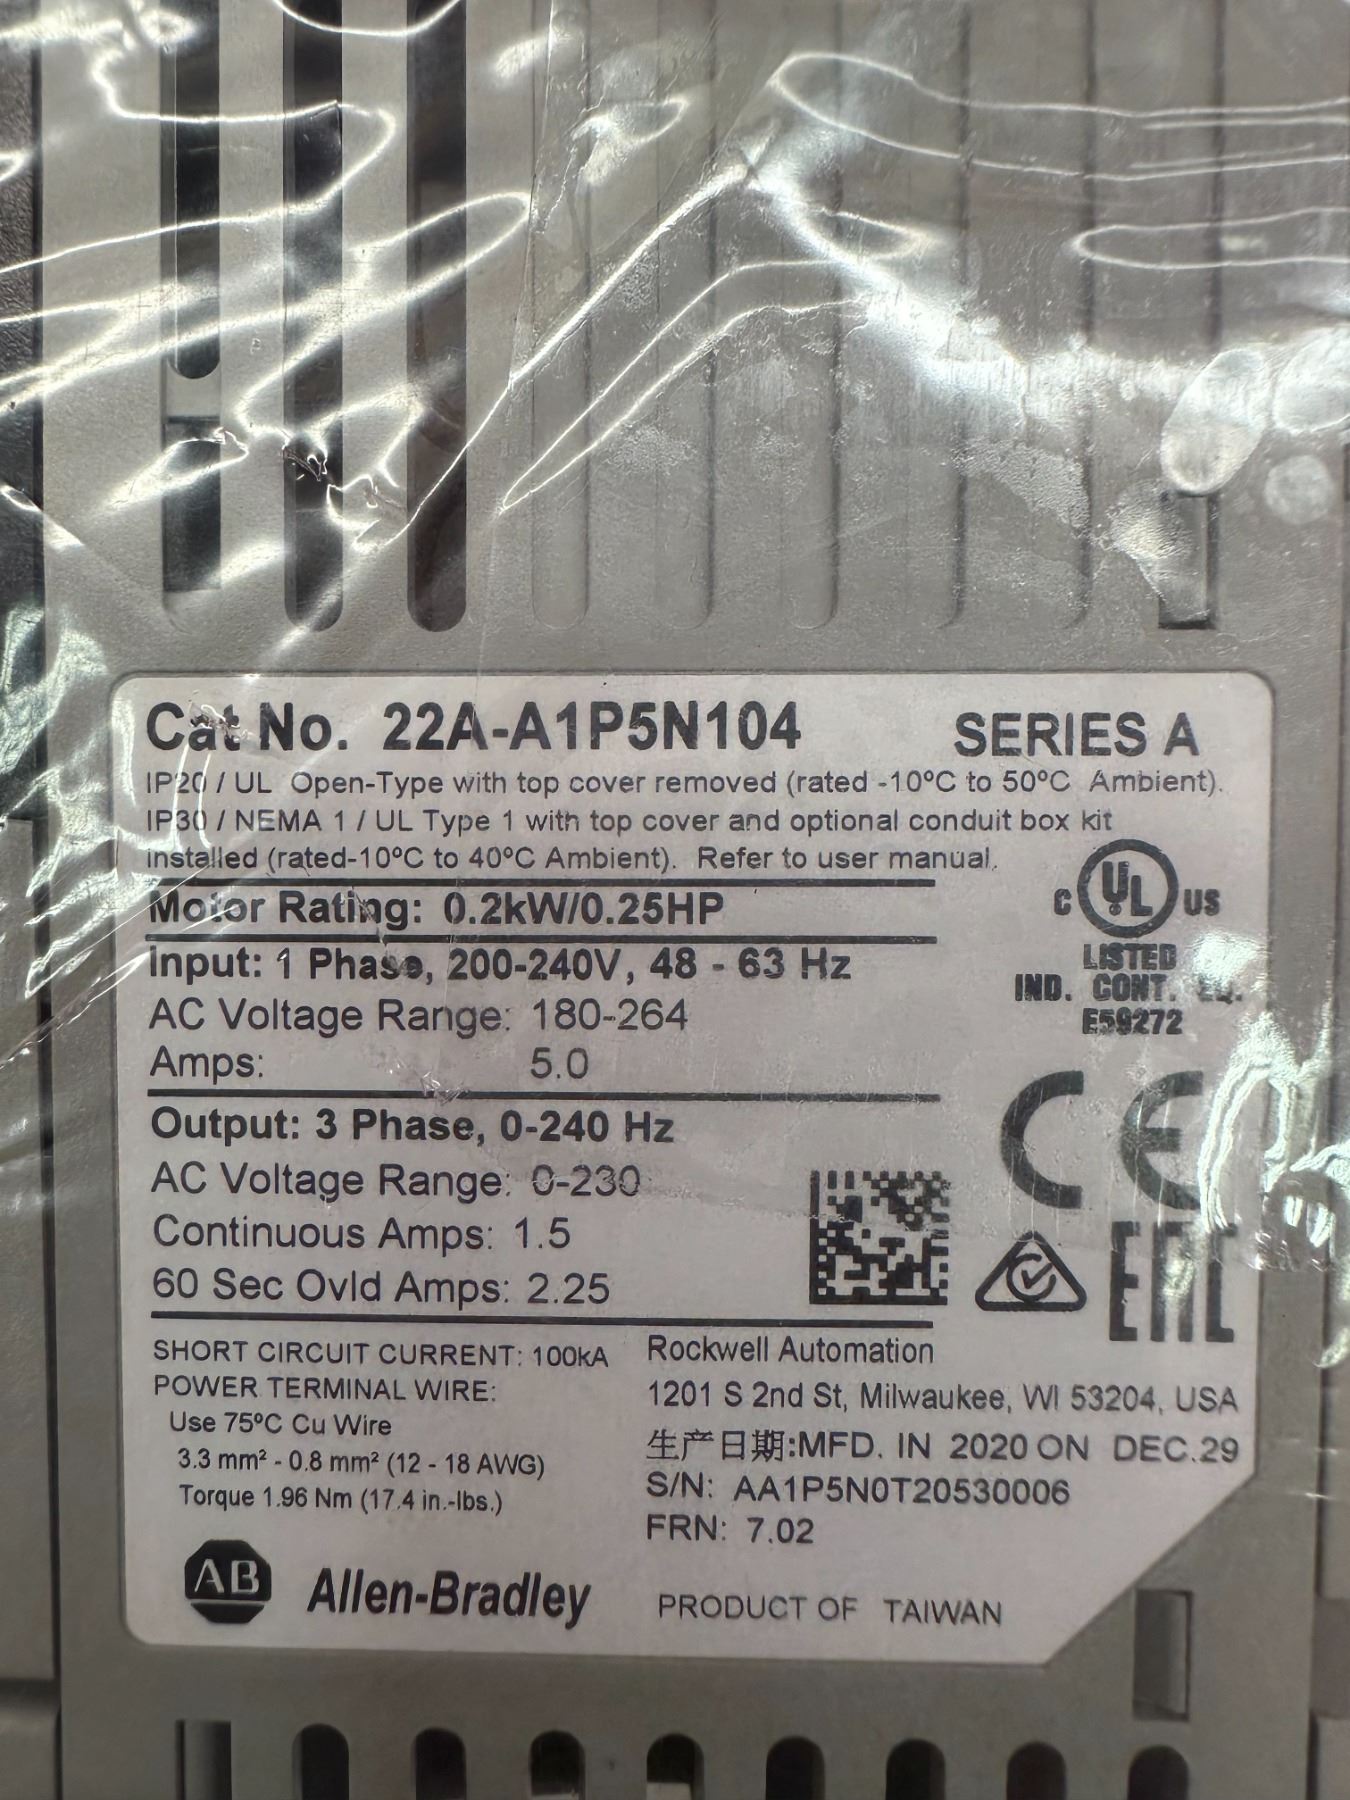 Cat No. 22A-A1P5N104 SERIES A
IP20 / UL Open-Type with top cover removed (rated -10ºC to 50ºC Ambient).
IP30 / NEMA 1 / UL Type 1 with top cover and optional conduit box kit
installed (rated-10ºC to 40ºC Ambient). Refer to user manual.
Motor Rating: 0.2kW/0.25HP
Input: 1 Phase, 200-240V, 48 - 63 Hz
AC Voltage Range: 180-264
Amps: 5.0
C UL US
LISTED
IND. CONT. EQ.
E59272
CE
Output: 3 Phase, 0-240 Hz
AC Voltage Range: 0-230
Continuous Amps: 1.5
60 Sec Ovld Amps: 2.25
EAC
SHORT CIRCUIT CURRENT: 100kA
POWER TERMINAL WIRE:
Use 75ºC Cu Wire
3.3 mm² - 0.8 mm² (12 - 18 AWG)
Torque 1.96 Nm (17.4 in.-lbs.)
Rockwell Automation
1201 S 2nd St, Milwaukee, WI 53204, USA
生产日期:MFD. IN 2020 ON DEC.29
S/N: AA1P5N0T20530006
FRN: 7.02
AB Allen-Bradley
PRODUCT OF TAIWAN